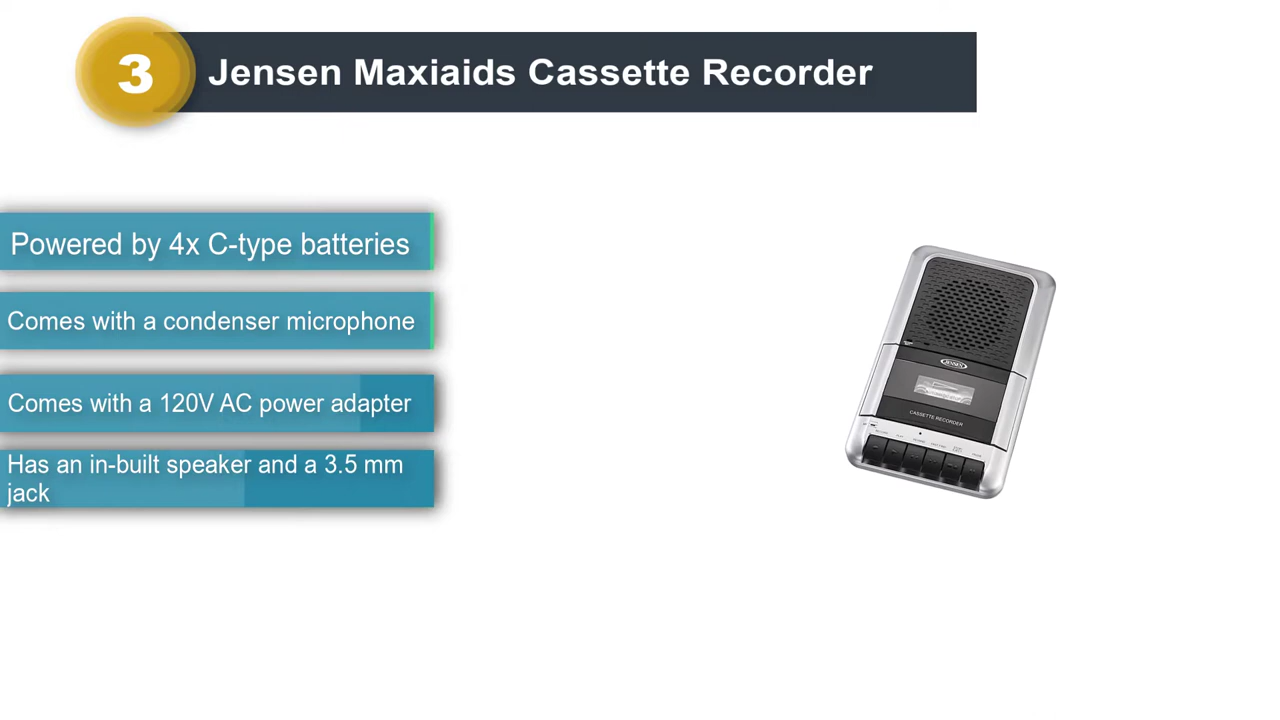 3
Jensen Maxiaids Cassette Recorder
Powered by 4x C-type batteries
Comes with a condenser microphone
Comes with a 120V AC power adapter
Has an in-built speaker and a 3.5 mm
jack
JENSEN
CASSETTE RECORDER